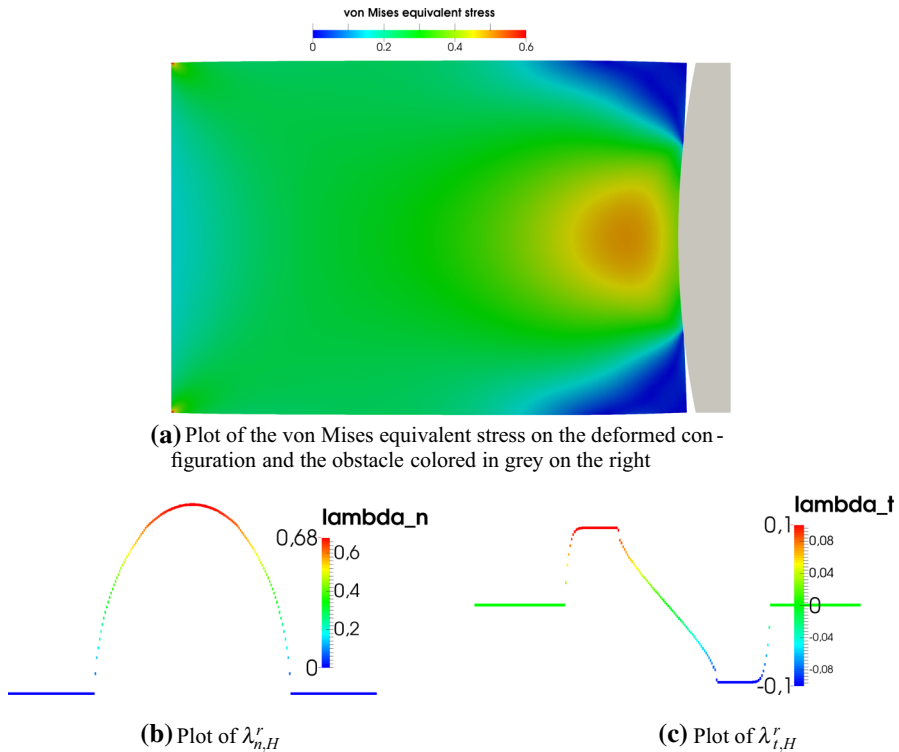 von Mises equivalent stress
0 0.2 0.4 0.6
(a) Plot of the von Mises equivalent stress on the deformed con-
figuration and the obstacle colored in grey on the right
lambda_n
0,68
0,6
0,4
0,2
0
(b) Plot of λ^r_{n,H}
lambda_t
0,1
0.08
0.04
0
-0.04
-0.08
-0,1
(c) Plot of λ^r_{t,H}